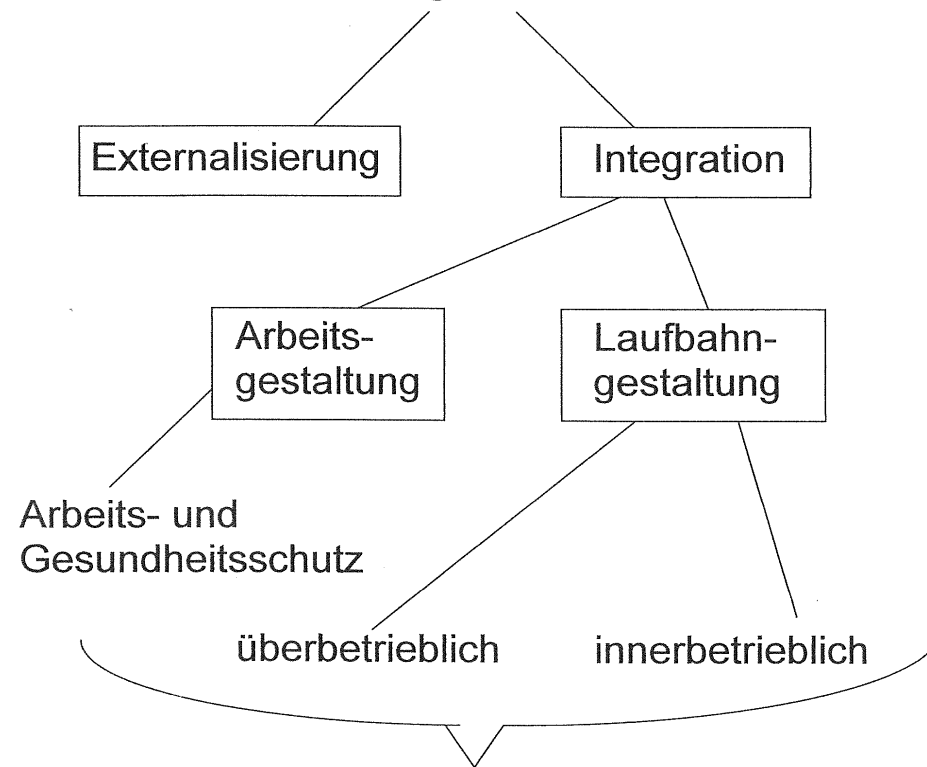 Externalisierung
Integration
Arbeits-
gestaltung
Laufbahn-
gestaltung
Arbeits- und
Gesundheitsschutz
überbetrieblich
innerbetrieblich